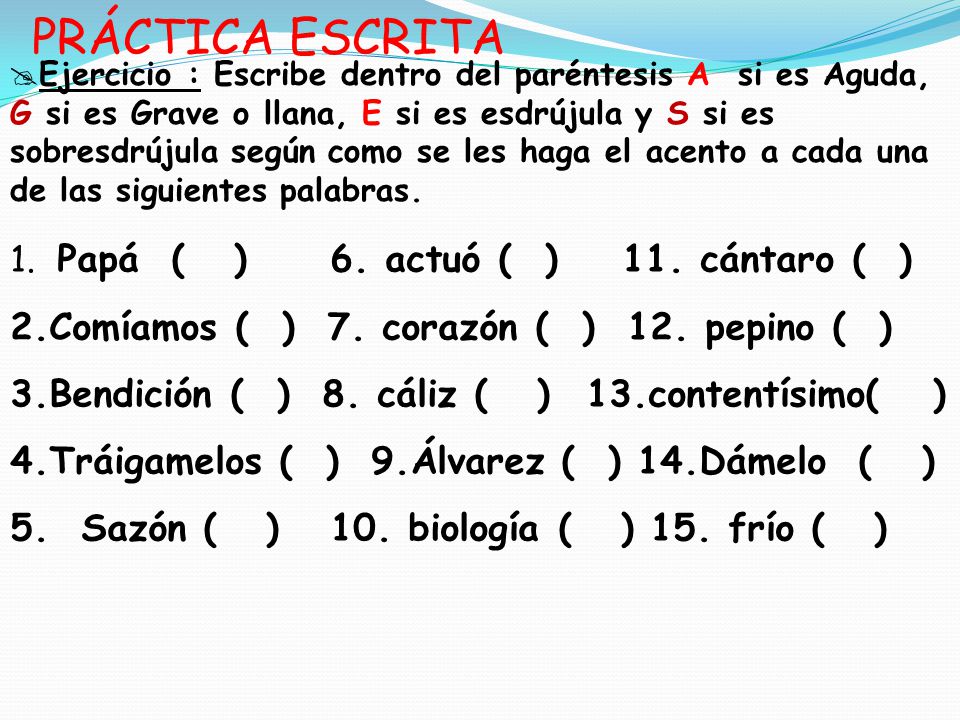 PRÁCTICA ESCRITA
Ejercicio : Escribe dentro del paréntesis A si es Aguda,
G si es Grave o llana, E si es esdrújula y S si es
sobresdrújula según como se les haga el acento a cada una
de las siguientes palabras.
1. Papá ( ) 6. actuó ( ) 11. cántaro ( )
2.Comíamos ( ) 7. corazón ( ) 12. pepino ( )
3.Bendición ( ) 8. cáliz ( ) 13.contentísimo( )
4.Tráigamelos ( ) 9.Álvarez ( ) 14.Dámelo ( )
5. Sazón ( ) 10. biología ( ) 15. frío ( )